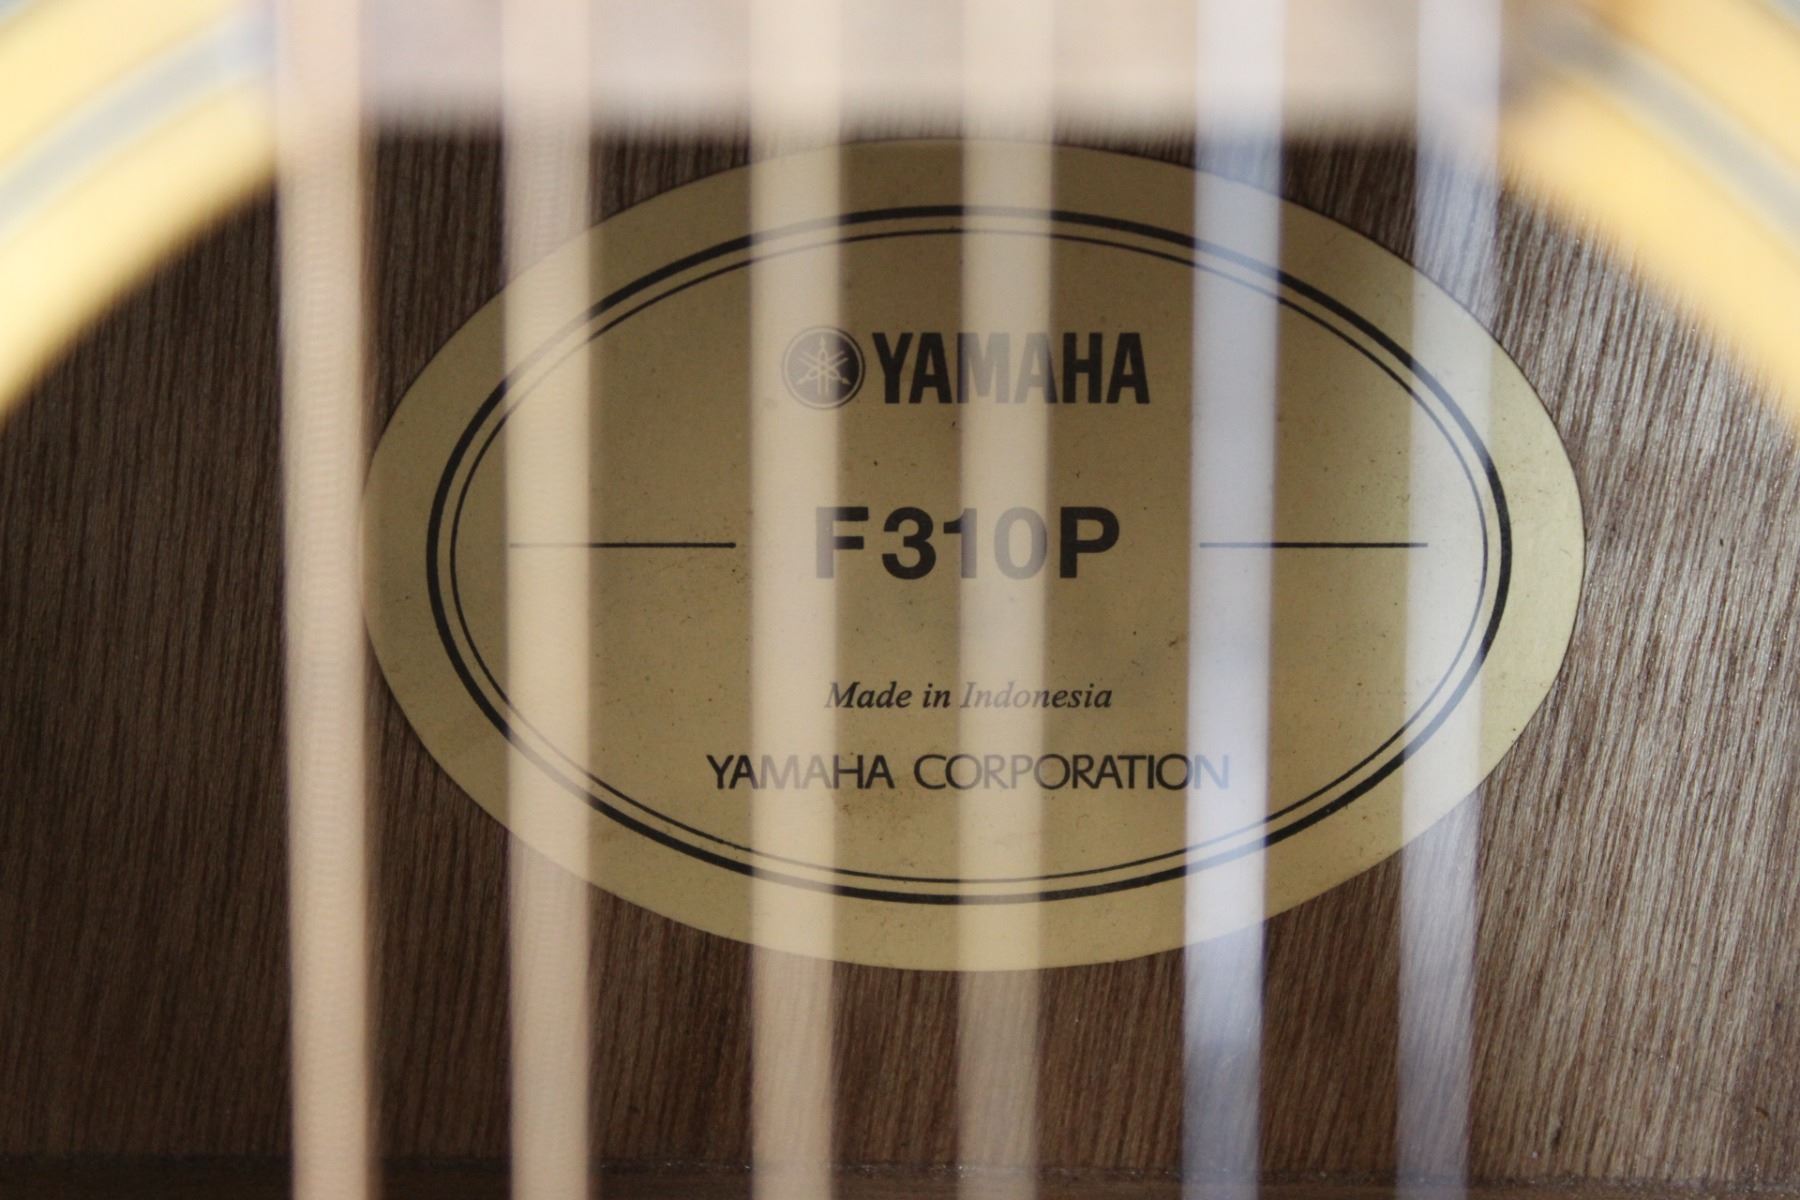 YAMAHA
F310P
Made in Indonesia
YAMAHA CORPORATION